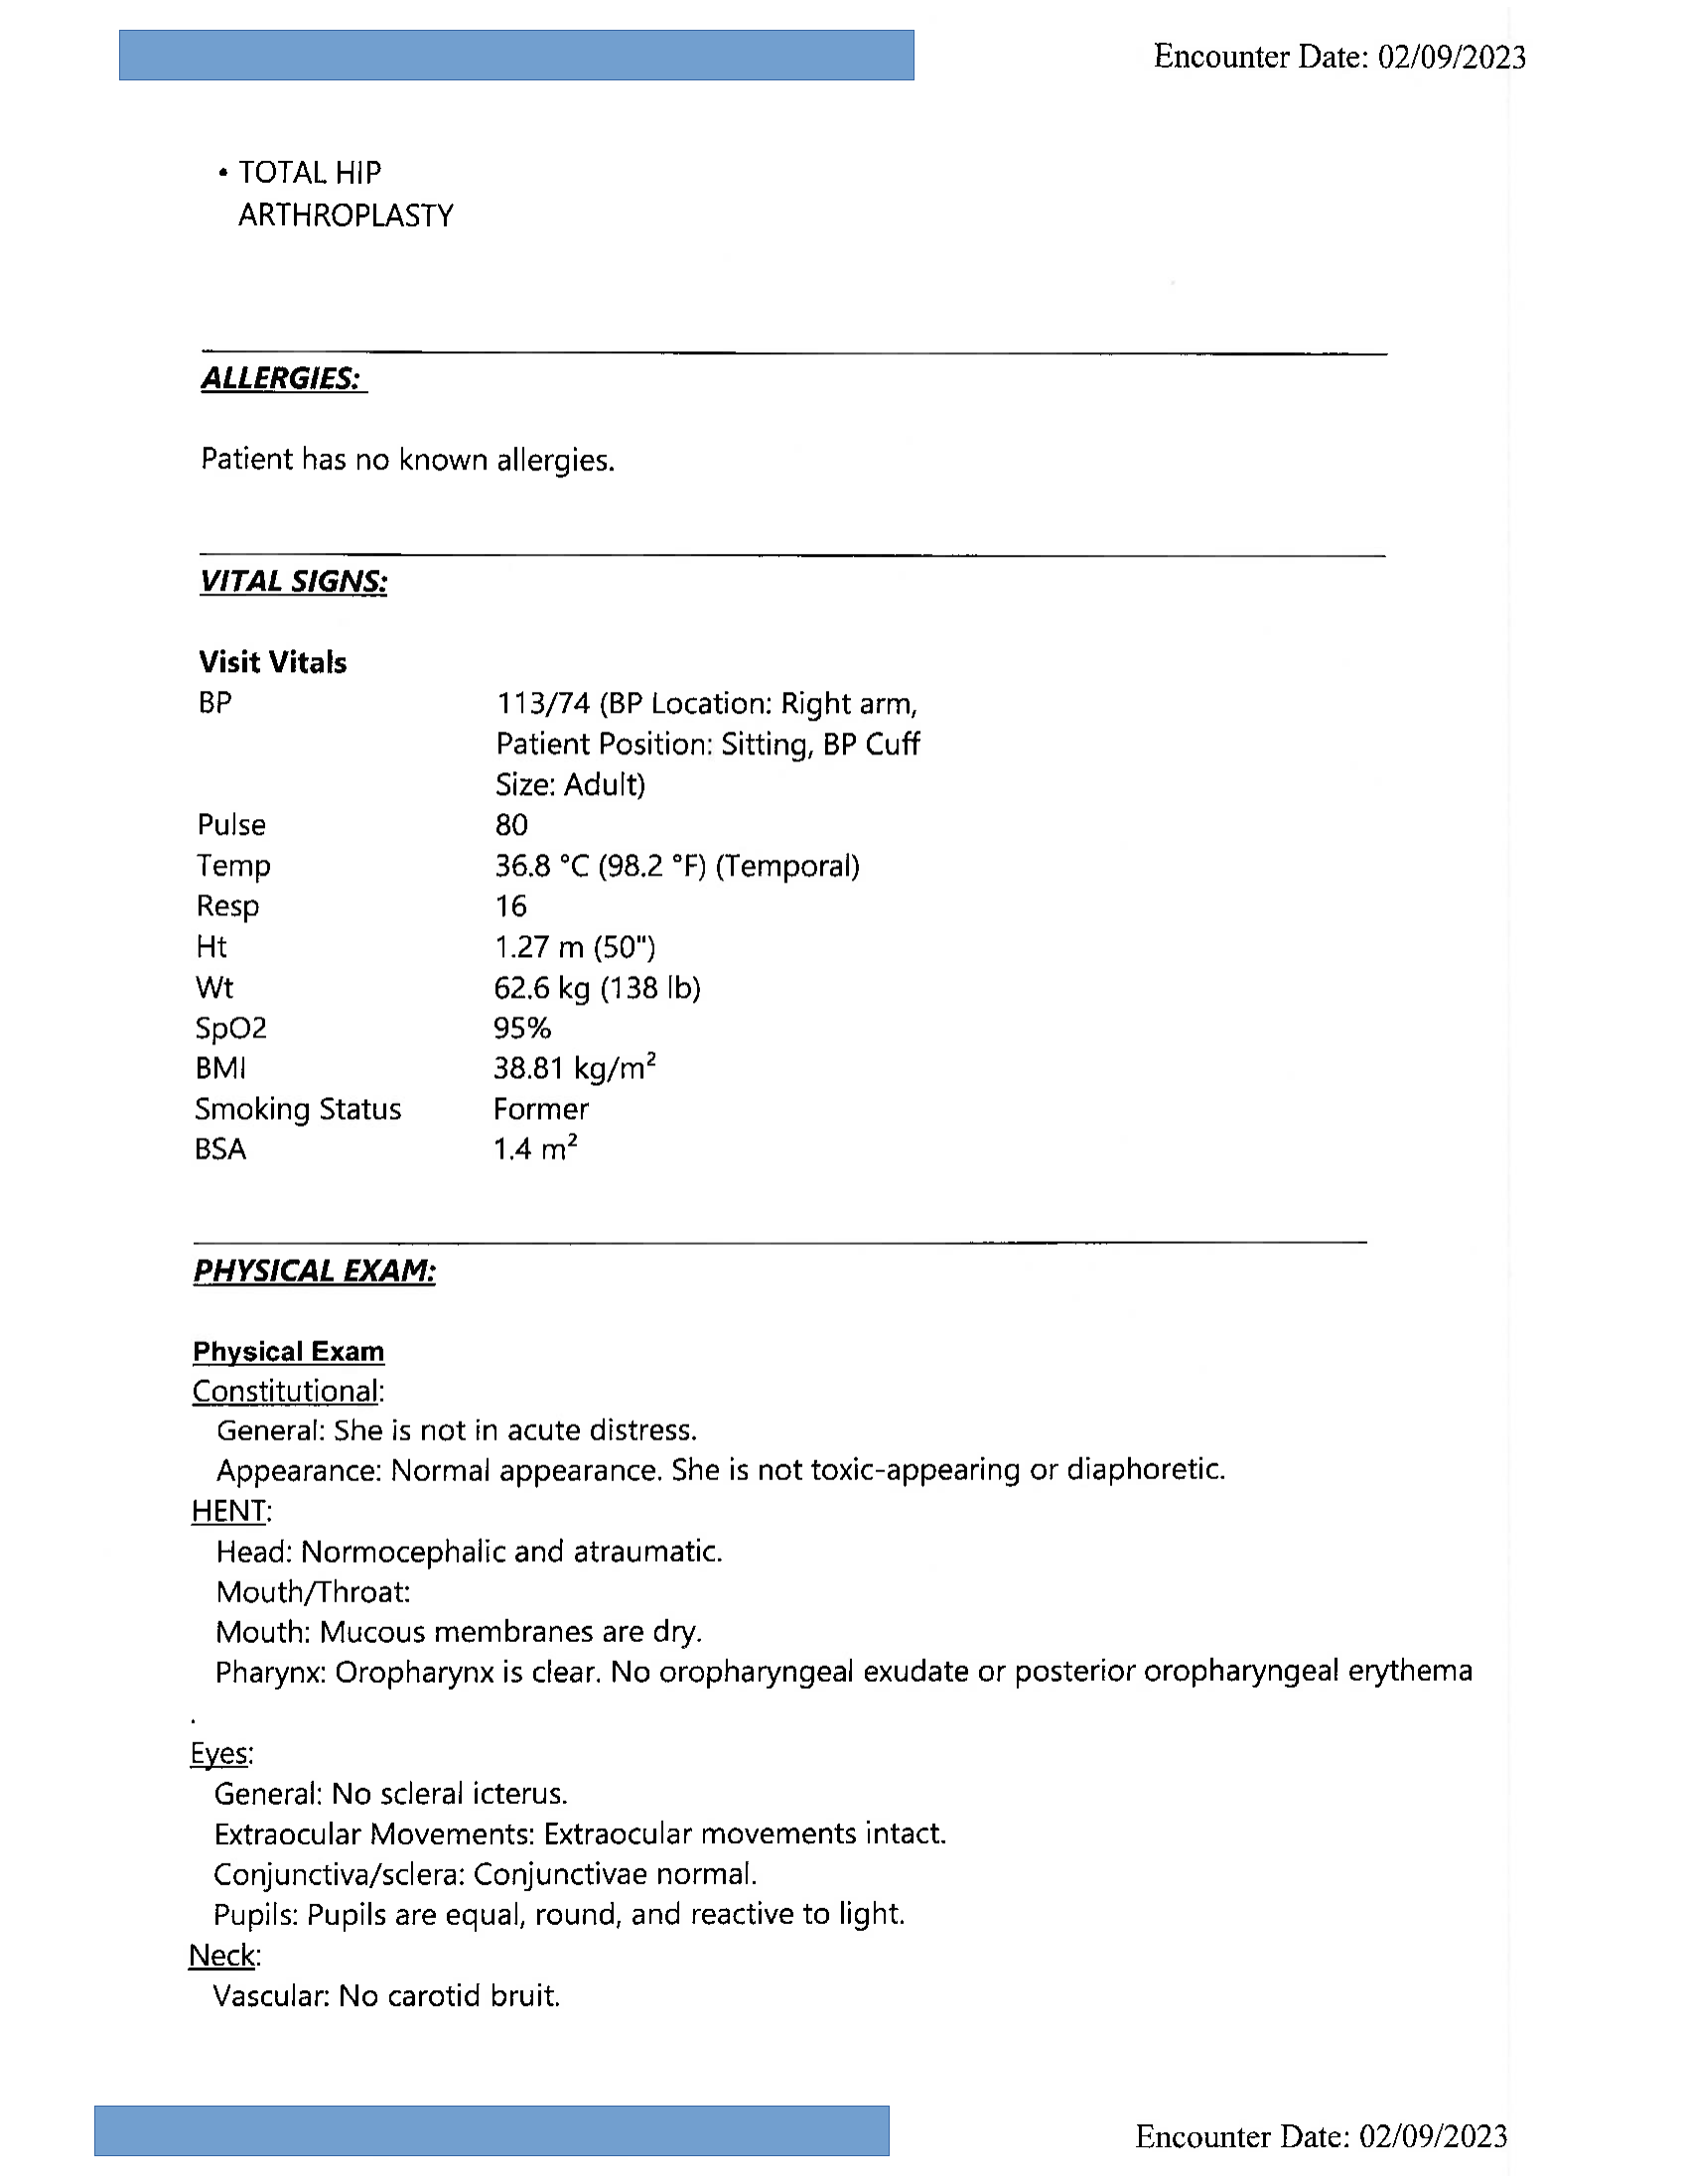 Encounter Date: 02/09/2023
• TOTAL HIP
ARTHROPLASTY
ALLERGIES:
Patient has no known allergies.
VITAL SIGNS:
Visit Vitals
BP 113/74 (BP Location: Right arm,
Patient Position: Sitting, BP Cuff
Size: Adult)
Pulse 80
Temp 36.8 °C (98.2 °F) (Temporal)
Resp 16
Ht 1.27 m (50")
Wt 62.6 kg (138 lb)
SpO2 95%
BMI 38.81 kg/m²
Smoking Status Former
BSA 1.4 m²
PHYSICAL EXAM:
Physical Exam
Constitutional:
General: She is not in acute distress.
Appearance: Normal appearance. She is not toxic-appearing or diaphoretic.
HENT:
Head: Normocephalic and atraumatic.
Mouth/Throat:
Mouth: Mucous membranes are dry.
Pharynx: Oropharynx is clear. No oropharyngeal exudate or posterior oropharyngeal erythema
.
Eyes:
General: No scleral icterus.
Extraocular Movements: Extraocular movements intact.
Conjunctiva/sclera: Conjunctivae normal.
Pupils: Pupils are equal, round, and reactive to light.
Neck:
Vascular: No carotid bruit.
Encounter Date: 02/09/2023